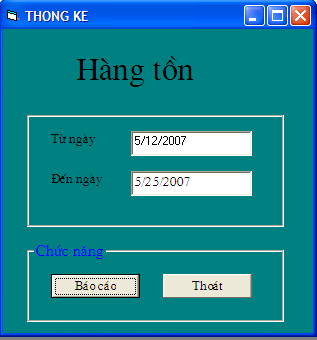 THONG KE
Hàng tồn
Từ ngày 5/12/2007
Đến ngày 5/25/2007
Chức năng
Báo cáo Thoát